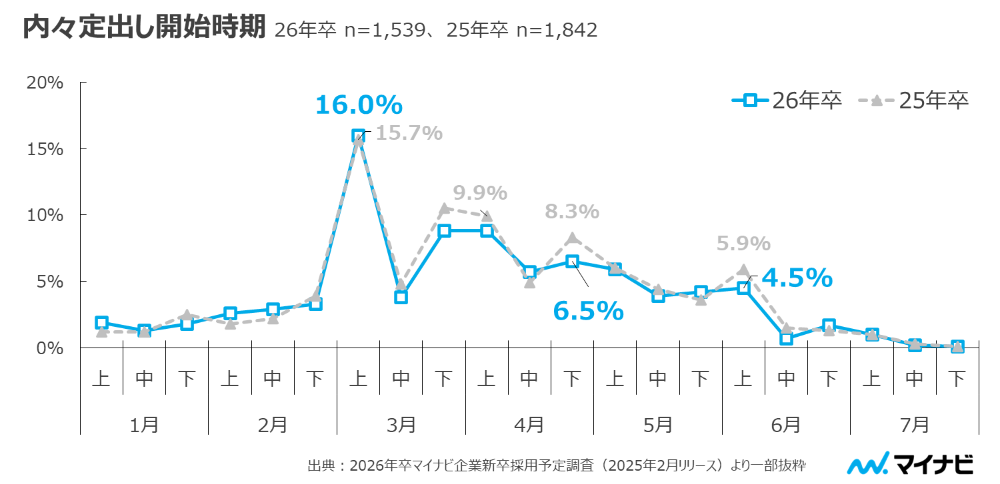 内々定出し開始時期 26年卒 n=1,539、25年卒 n=1,842
20%
15%
10%
5%
0%
26年卒 25年卒
16.0%
15.7%
9.9%
8.3%
6.5%
5.9%
4.5%
上 中 下 上 中 下 上 中 下 上 中 下 上 中 下 上 中 下 上 中 下
1月 2月 3月 4月 5月 6月 7月
出典：2026年卒マイナビ企業新卒採用予定調査（2025年2月リリース）より一部抜粋
マイナビ